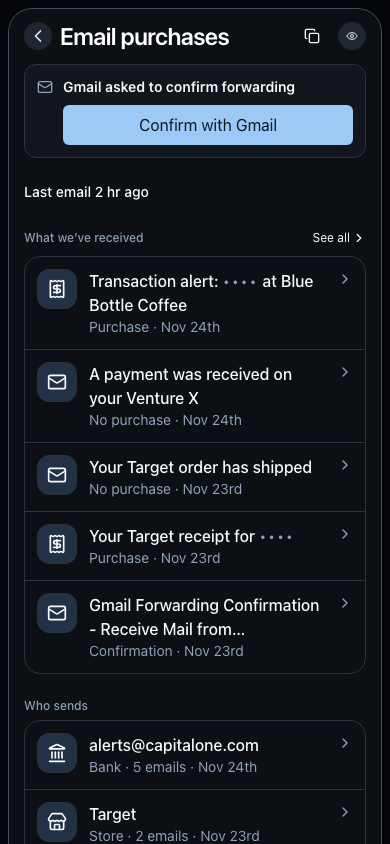 Email purchases
Gmail asked to confirm forwarding
Confirm with Gmail
Last email 2 hr ago
What we've received
See all
Transaction alert: •••• at Blue
Bottle Coffee
Purchase · Nov 24th
A payment was received on
your Venture X
No purchase · Nov 24th
Your Target order has shipped
No purchase · Nov 23rd
Your Target receipt for ••••
Purchase · Nov 23rd
Gmail Forwarding Confirmation
- Receive Mail from...
Confirmation · Nov 23rd
Who sends
alerts@capitalone.com
Bank · 5 emails · Nov 24th
Target
Store · 2 emails · Nov 23rd